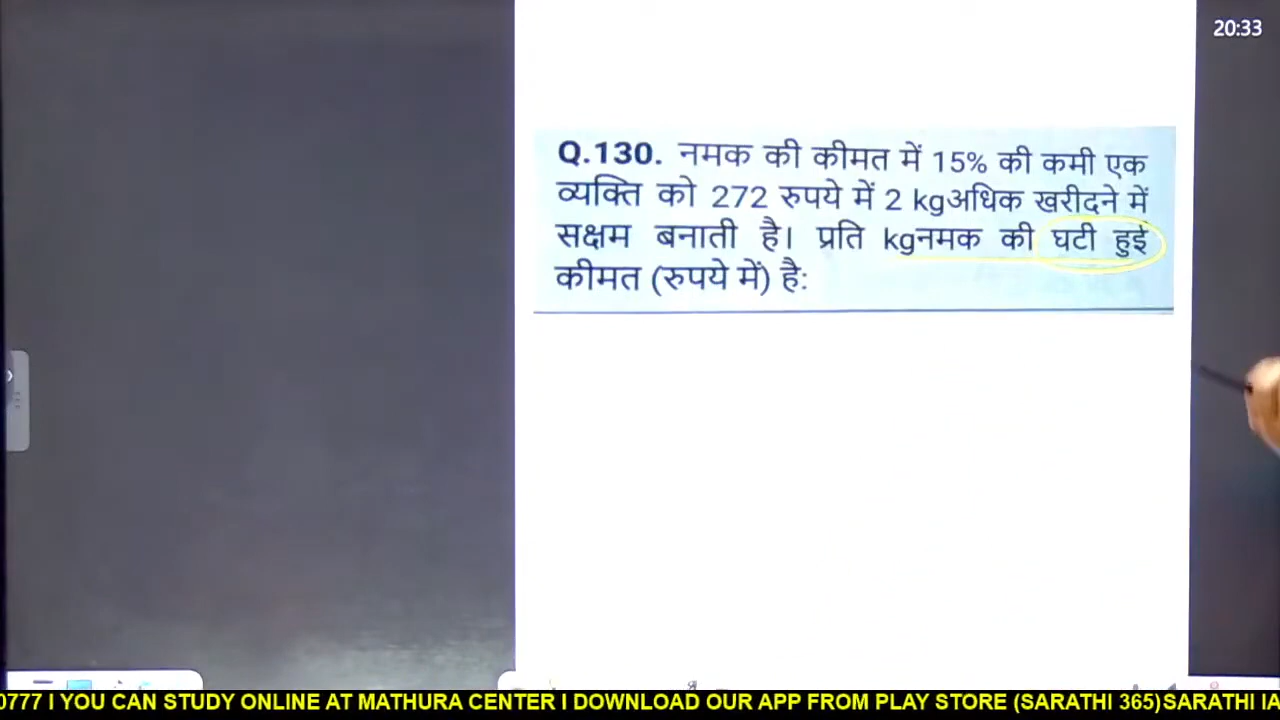 20:33
Q.130. नमक की कीमत में 15% की कमी एक
व्यक्ति को 272 रुपये में 2 kgअधिक खरीदने में
सक्षम बनाती है। प्रति kgनमक की घटी हुई
कीमत (रुपये में) है:
0777 I YOU CAN STUDY ONLINE AT MATHURA CENTER I DOWNLOAD OUR APP FROM PLAY STORE (SARATHI 365)SARATHI IA